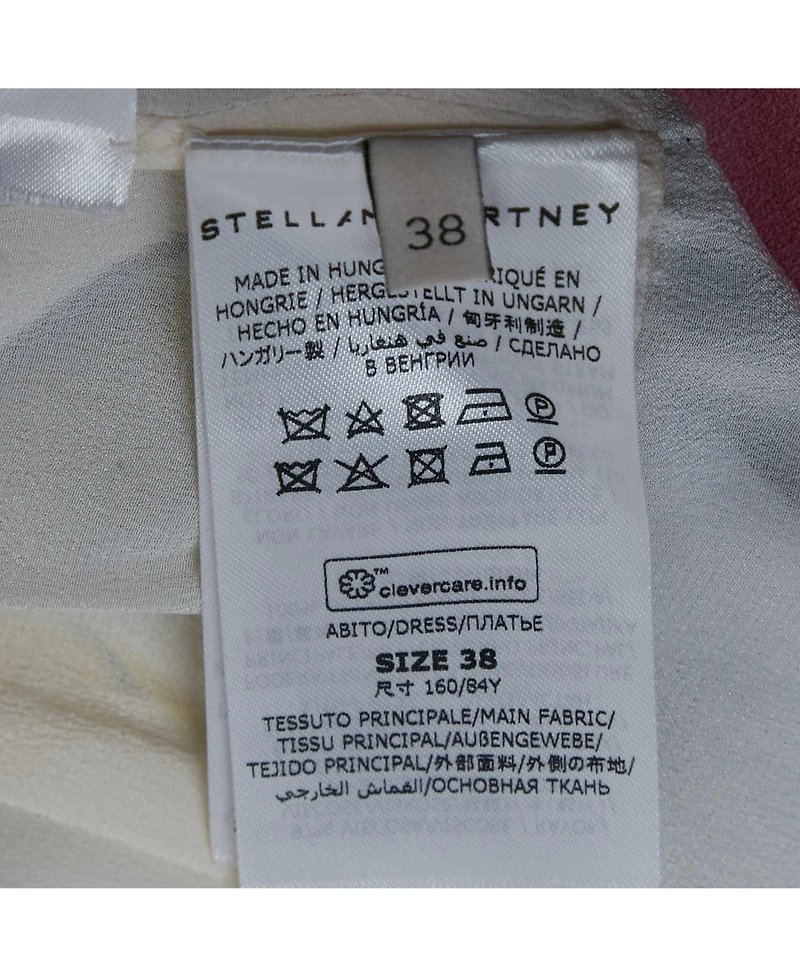 STELLA RTNEY
38
MADE IN HUNG RIQUÉ EN
HONGRIE / HERGESTELLT IN UNGARN /
HECHO EN HUNGRÍA / 匈牙利制造 /
ハンガリー製 / صنع في هنغاريا / СДЕЛАНО
В ВЕНГРИИ
P
P
™
clevercare.info
ABITO/DRESS/ПЛАТЬЕ
SIZE 38
尺寸 160/84Y
TESSUTO PRINCIPALE/MAIN FABRIC/
TISSU PRINCIPAL/AUßENGEWEBE/
TEJIDO PRINCIPAL/外部面料/外側の布地/
القماش الخارجي/ОСНОВНАЯ ТКАНЬ